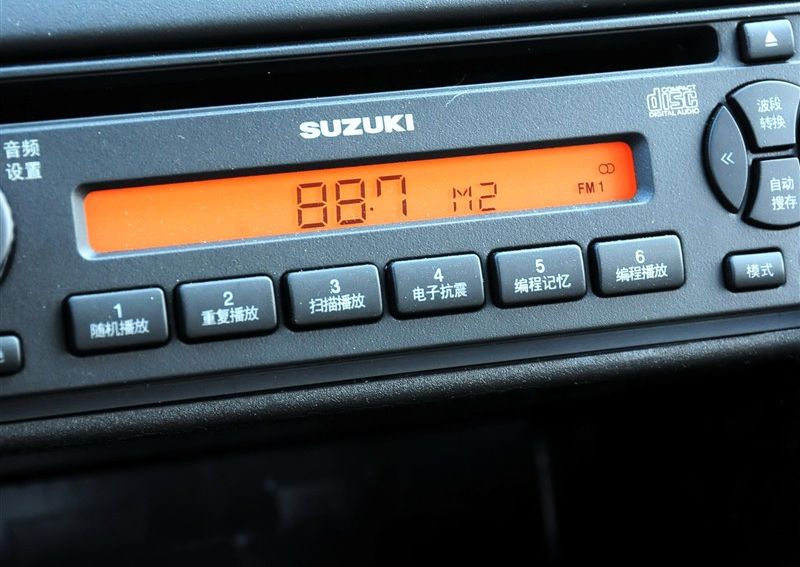 SUZUKI
COMPACT
disc
DIGITAL AUDIO
音频
设置
波段
转换
«
自动
搜存
88.7 M2
FM1
模式
1
随机播放
2
重复播放
3
扫描播放
4
电子抗震
5
编程记忆
6
编程播放